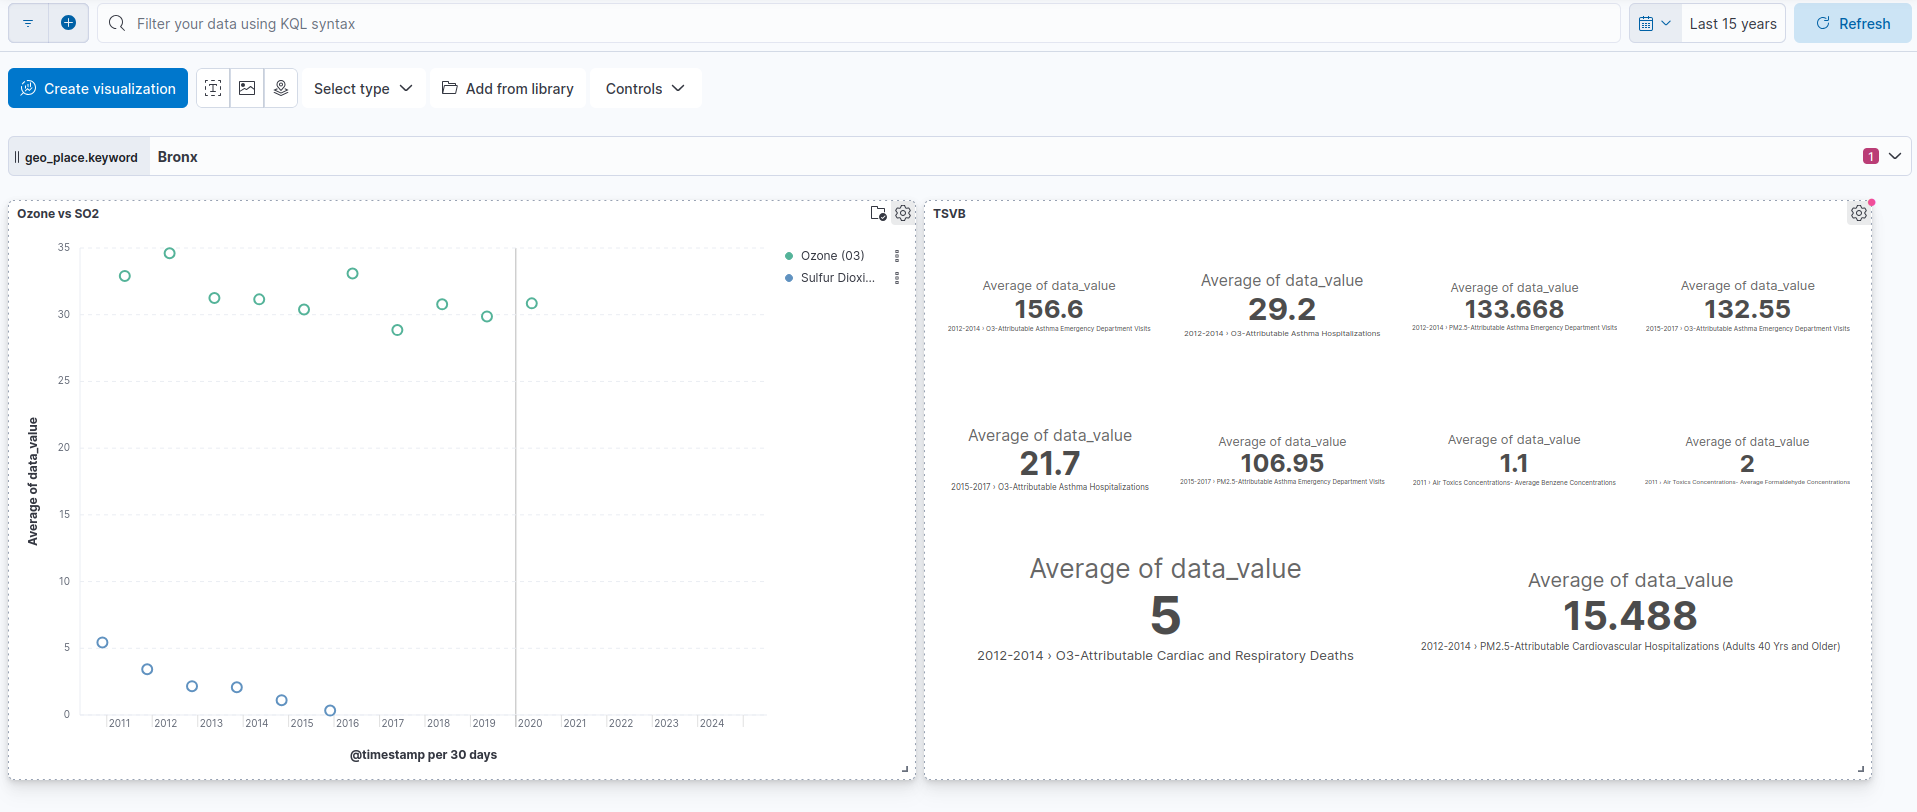 Filter your data using KQL syntax
Last 15 years
Refresh
Create visualization
Select type
Add from library
Controls
geo_place.keyword
Bronx
1
Ozone vs SO2
35
30
25
20
15
10
5
0
Average of data_value
2011 2012 2013 2014 2015 2016 2017 2018 2019 2020 2021 2022 2023 2024
@timestamp per 30 days
Ozone (03)
Sulfur Dioxi...
TSVB
Average of data_value
156.6
2012-2014 › O3-Attributable Asthma Emergency Department Visits
Average of data_value
29.2
2012-2014 › O3-Attributable Asthma Hospitalizations
Average of data_value
133.668
2012-2014 › PM2.5-Attributable Asthma Emergency Department Visits
Average of data_value
132.55
2015-2017 › O3-Attributable Asthma Emergency Department Visits
Average of data_value
21.7
2015-2017 › O3-Attributable Asthma Hospitalizations
Average of data_value
106.95
2015-2017 › PM2.5-Attributable Asthma Emergency Department Visits
Average of data_value
1.1
2011 › Air Toxics Concentrations- Average Benzene Concentrations
Average of data_value
2
2011 › Air Toxics Concentrations- Average Formaldehyde Concentrations
Average of data_value
5
2012-2014 › O3-Attributable Cardiac and Respiratory Deaths
Average of data_value
15.488
2012-2014 › PM2.5-Attributable Cardiovascular Hospitalizations (Adults 40 Yrs and Older)